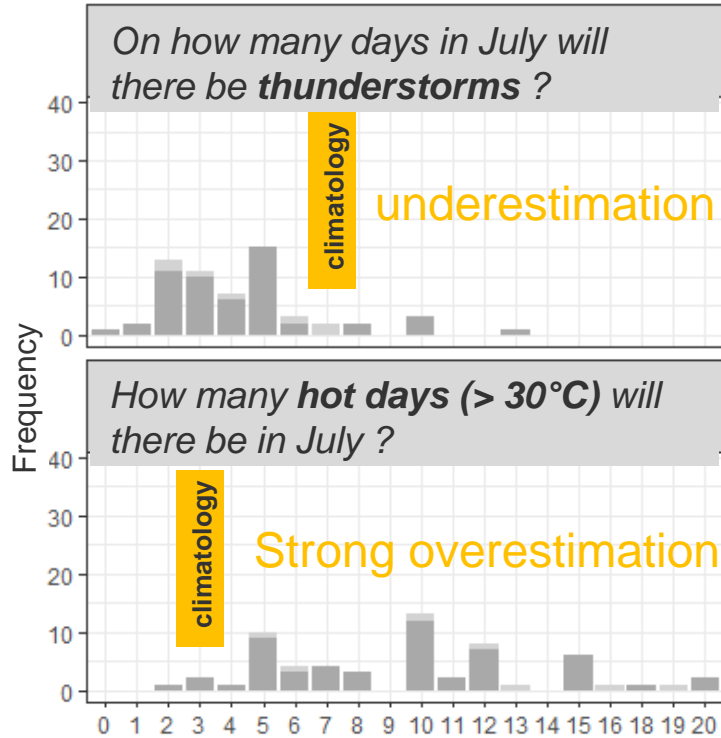 On how many days in July will
there be thunderstorms ?
40
30
20
10
0
climatology
underestimation
Frequency
How many hot days (> 30°C) will
there be in July ?
40
30
20
10
0
climatology
Strong overestimation
0 1 2 3 4 5 6 7 8 9 10 11 12 13 14 15 16 17 18 19 20